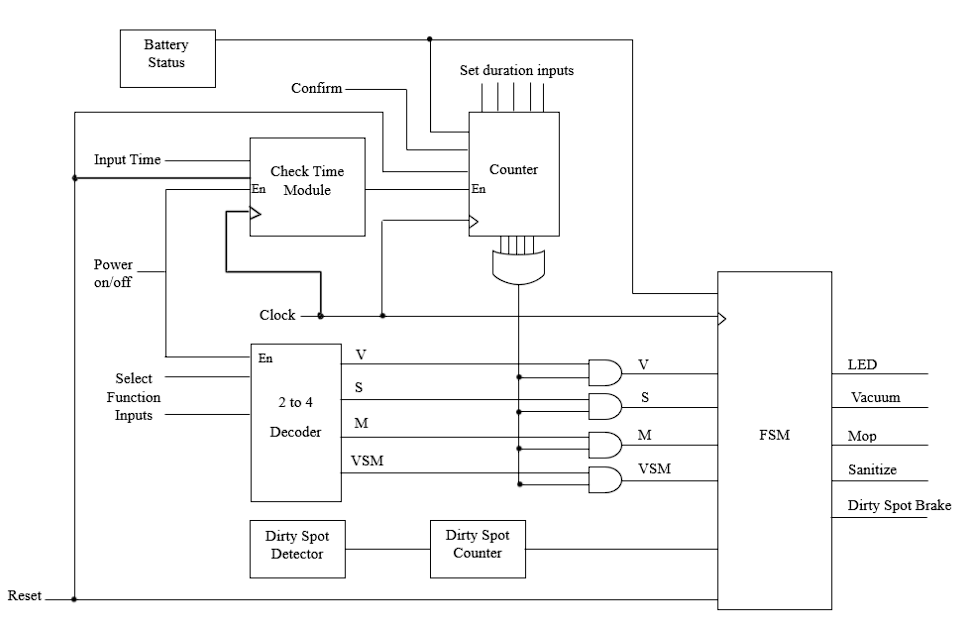 Battery
Status
Set duration inputs
Confirm
Input Time
Check Time
Module
En
Counter
En
Power
on/off
Clock
En
Select
Function
Inputs
2 to 4
Decoder
V
S
M
VSM
V
S
M
VSM
FSM
LED
Vacuum
Mop
Sanitize
Dirty Spot Brake
Dirty Spot
Detector
Dirty Spot
Counter
Reset